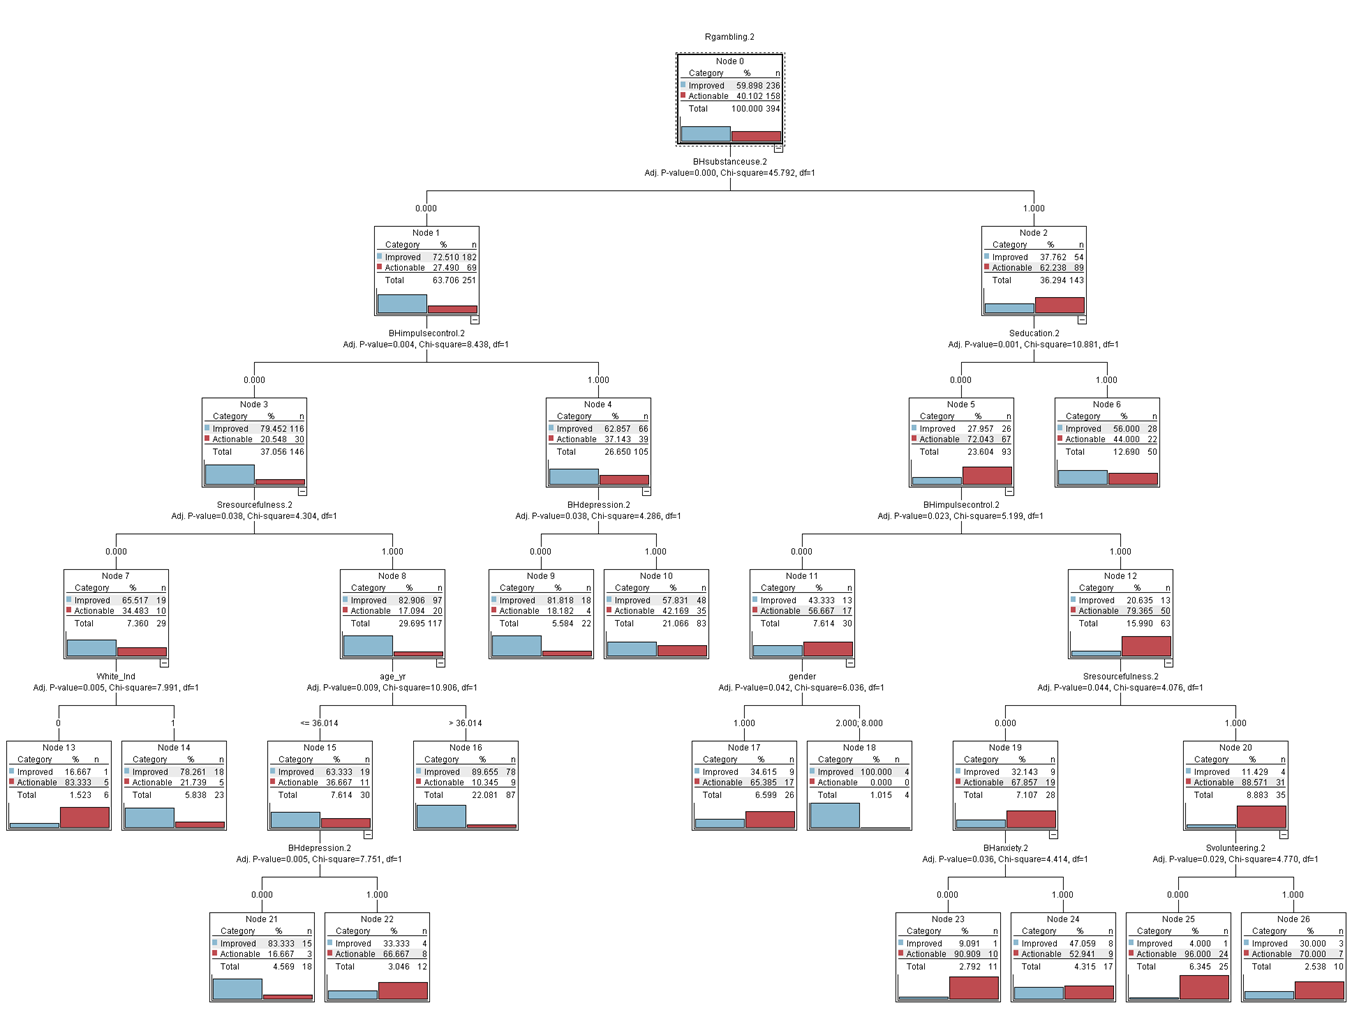 Rgambling.2
Node 0
Category % n
Improved 59.898 236
Actionable 40.102 158
Total 100.000 394
BHsubstanceuse.2
Adj. P-value=0.000, Chi-square=45.792, df=1
0.000
1.000
Node 1
Category % n
Improved 72.510 182
Actionable 27.490 69
Total 63.706 251
Node 2
Category % n
Improved 37.762 54
Actionable 62.238 89
Total 36.294 143
BHimpulsecontrol.2
Adj. P-value=0.004, Chi-square=8.438, df=1
Seducation.2
Adj. P-value=0.001, Chi-square=10.881, df=1
0.000
1.000
0.000
1.000
Node 3
Category % n
Improved 79.452 116
Actionable 20.548 30
Total 37.056 146
Node 4
Category % n
Improved 62.857 66
Actionable 37.143 39
Total 26.650 105
Node 5
Category % n
Improved 27.957 26
Actionable 72.043 67
Total 23.604 93
Node 6
Category % n
Improved 56.000 28
Actionable 44.000 22
Total 12.690 50
Sresourcefulness.2
Adj. P-value=0.038, Chi-square=4.304, df=1
BHdepression.2
Adj. P-value=0.038, Chi-square=4.286, df=1
BHimpulsecontrol.2
Adj. P-value=0.023, Chi-square=5.199, df=1
0.000
1.000
0.000
1.000
0.000
1.000
Node 7
Category % n
Improved 65.517 19
Actionable 34.483 10
Total 7.360 29
Node 8
Category % n
Improved 82.906 97
Actionable 17.094 20
Total 29.695 117
Node 9
Category % n
Improved 81.818 18
Actionable 18.182 4
Total 5.584 22
Node 10
Category % n
Improved 57.831 48
Actionable 42.169 35
Total 21.066 83
Node 11
Category % n
Improved 43.333 13
Actionable 56.667 17
Total 7.614 30
Node 12
Category % n
Improved 20.635 13
Actionable 79.365 50
Total 15.990 63
White_Ind
Adj. P-value=0.005, Chi-square=7.991, df=1
age_yr
Adj. P-value=0.009, Chi-square=10.906, df=1
gender
Adj. P-value=0.042, Chi-square=6.036, df=1
Sresourcefulness.2
Adj. P-value=0.044, Chi-square=4.076, df=1
0
1
<= 36.014
> 36.014
1.000
2.000; 8.000
0.000
1.000
Node 13
Category % n
Improved 16.667 1
Actionable 83.333 5
Total 1.523 6
Node 14
Category % n
Improved 78.261 18
Actionable 21.739 5
Total 5.838 23
Node 15
Category % n
Improved 63.333 19
Actionable 36.667 11
Total 7.614 30
Node 16
Category % n
Improved 89.655 78
Actionable 10.345 9
Total 22.081 87
Node 17
Category % n
Improved 34.615 9
Actionable 65.385 17
Total 6.599 26
Node 18
Category % n
Improved 100.000 4
Actionable 0.000 0
Total 1.015 4
Node 19
Category % n
Improved 32.143 9
Actionable 67.857 19
Total 7.107 28
Node 20
Category % n
Improved 11.429 4
Actionable 88.571 31
Total 8.883 35
BHdepression.2
Adj. P-value=0.005, Chi-square=7.751, df=1
BHanxiety.2
Adj. P-value=0.036, Chi-square=4.414, df=1
Svolunteering.2
Adj. P-value=0.029, Chi-square=4.770, df=1
0.000
1.000
0.000
1.000
0.000
1.000
Node 21
Category % n
Improved 83.333 15
Actionable 16.667 3
Total 4.569 18
Node 22
Category % n
Improved 33.333 4
Actionable 66.667 8
Total 3.046 12
Node 23
Category % n
Improved 9.091 1
Actionable 90.909 10
Total 2.792 11
Node 24
Category % n
Improved 47.059 8
Actionable 52.941 9
Total 4.315 17
Node 25
Category % n
Improved 4.000 1
Actionable 96.000 24
Total 6.345 25
Node 26
Category % n
Improved 30.000 3
Actionable 70.000 7
Total 2.538 10